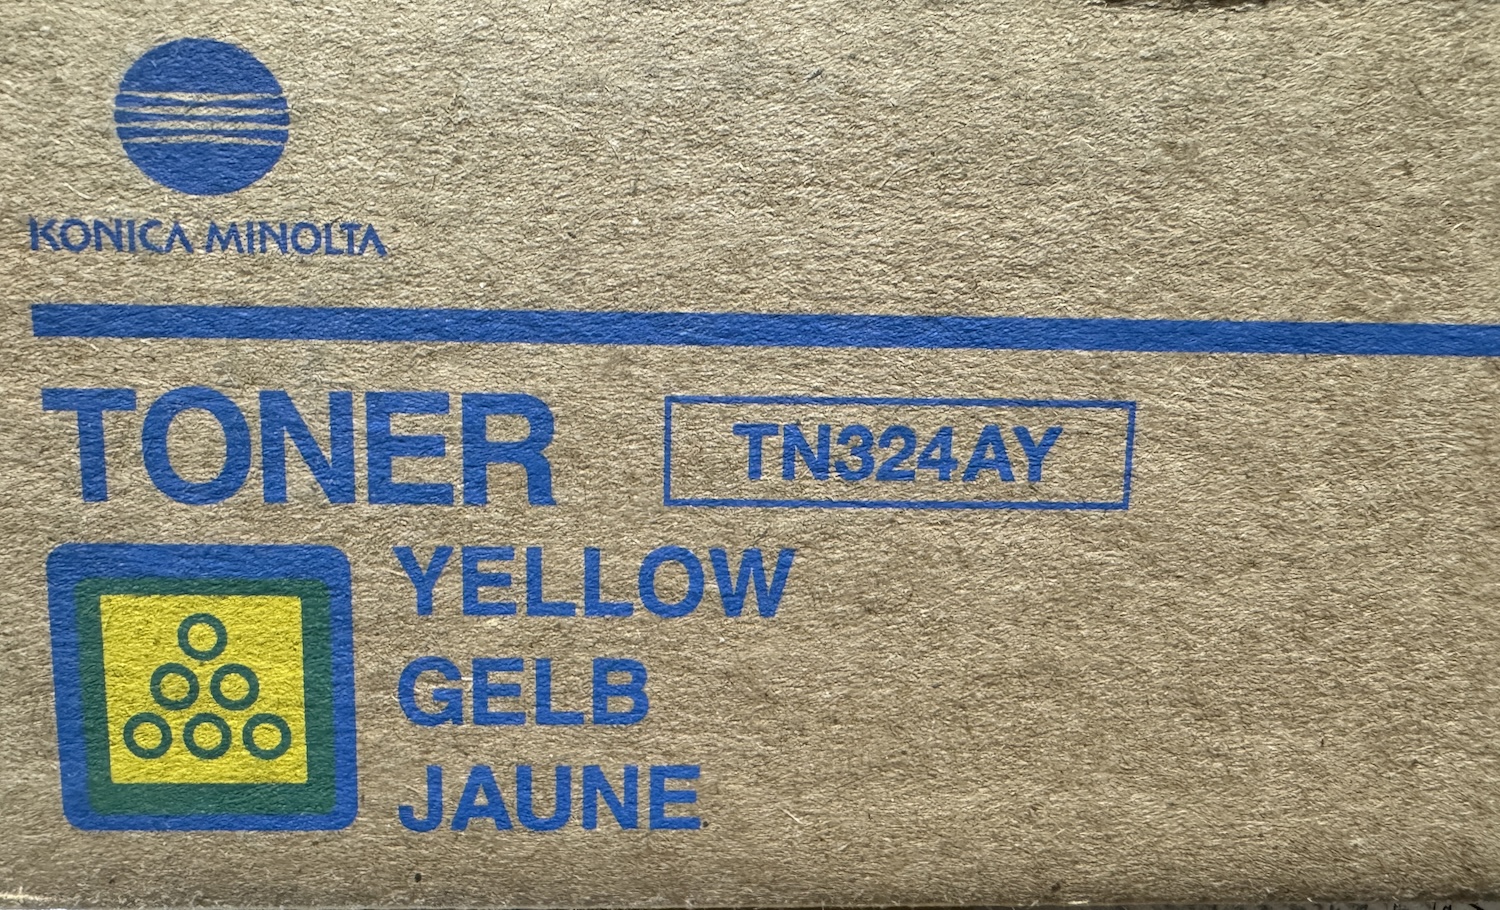 KONICA MINOLTA
TONER TN324AY
YELLOW
GELB
JAUNE